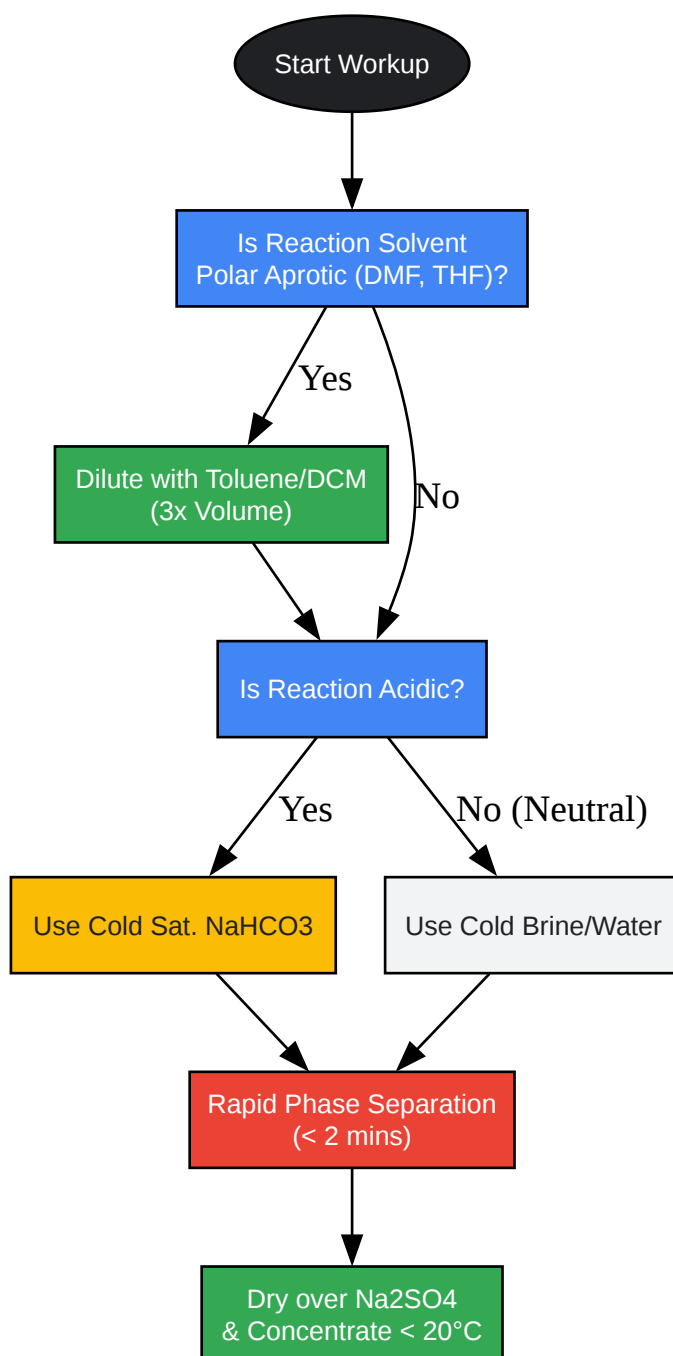 Start Workup
Is Reaction Solvent
Polar Aprotic (DMF, THF)?
Yes
Dilute with Toluene/DCM
(3x Volume)
No
Is Reaction Acidic?
Yes
No (Neutral)
Use Cold Sat. NaHCO3
Use Cold Brine/Water
Rapid Phase Separation
(< 2 mins)
Dry over Na2SO4
& Concentrate < 20°C